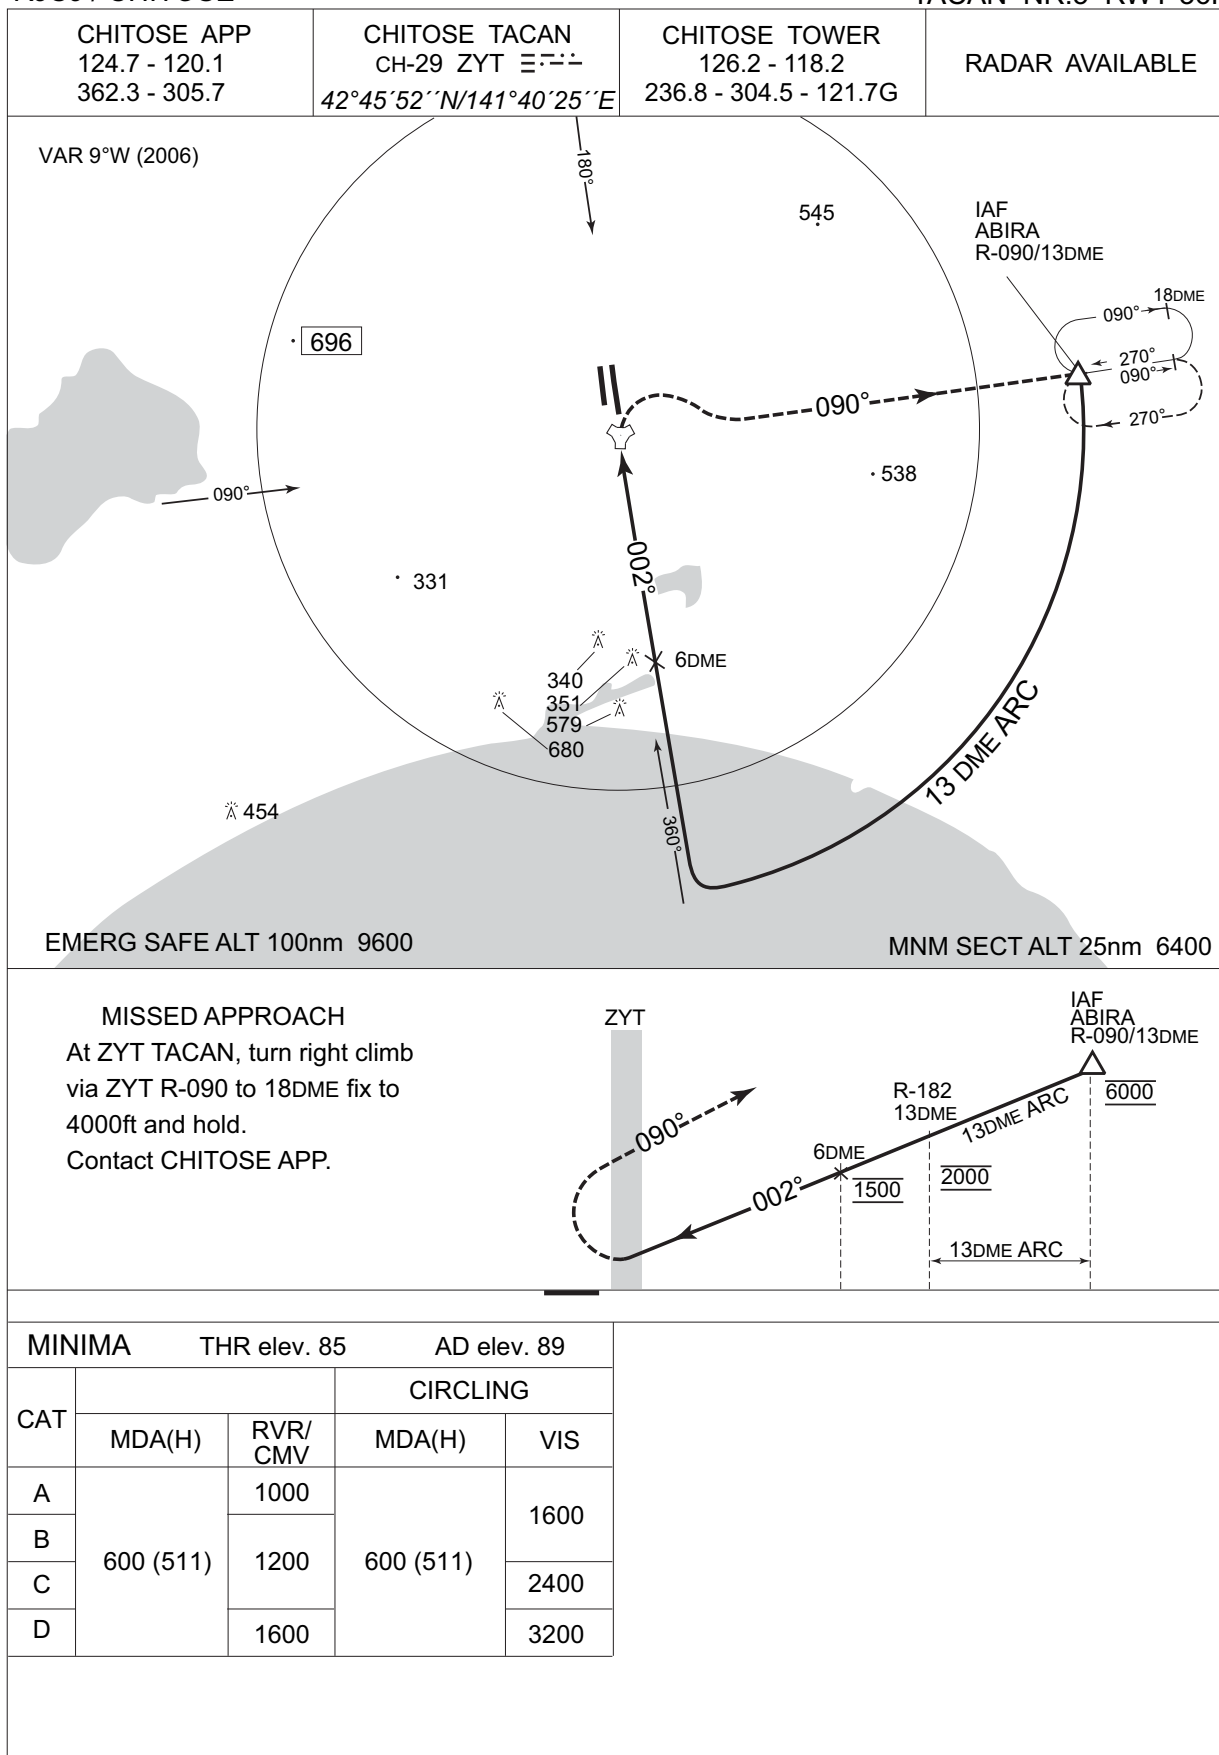 CHITOSE APP
124.7 - 120.1
362.3 - 305.7
CHITOSE TACAN
CH-29 ZYT
42°45´52´´N/141°40´25´´E
CHITOSE TOWER
126.2 - 118.2
236.8 - 304.5 - 121.7G
RADAR AVAILABLE
VAR 9°W (2006)
180°
545
IAF
ABIRA
R-090/13DME
18DME
090°
270°
090°
270°
696
090°
538
090°
002°
331
6DME
340
351
579
680
360°
13 DME ARC
454
EMERG SAFE ALT 100nm 9600
MNM SECT ALT 25nm 6400
MISSED APPROACH
At ZYT TACAN, turn right climb
via ZYT R-090 to 18DME fix to
4000ft and hold.
Contact CHITOSE APP.
ZYT
090°
002°
6DME
1500
R-182
13DME
2000
13DME ARC
IAF
ABIRA
R-090/13DME
6000
13DME ARC
MINIMA THR elev. 85 AD elev. 89
CAT
CIRCLING
MDA(H)
RVR/
CMV
MDA(H)
VIS
A
1000
1600
B
600 (511)
1200
600 (511)
C
2400
D
1600
3200